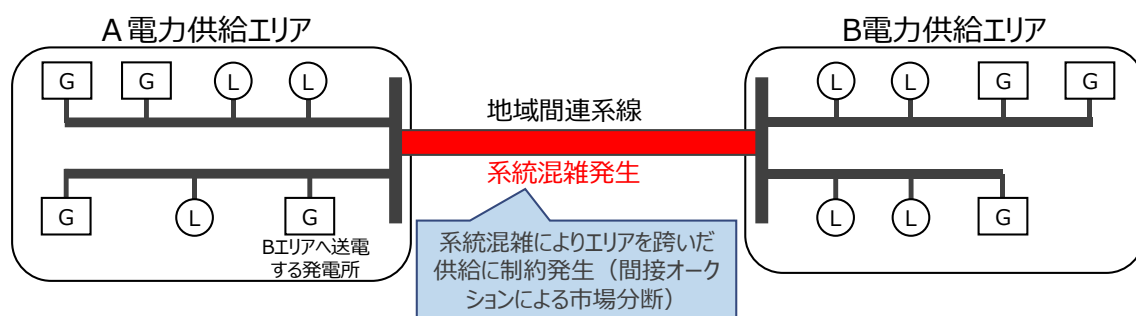 A電力供給エリア
B電力供給エリア
G G L L
L L G G
地域間連系線
系統混雑発生
G L G
L L G
Bエリアへ送電
する発電所
系統混雑によりエリアを跨いだ
供給に制約発生（間接オーク
ションによる市場分断）